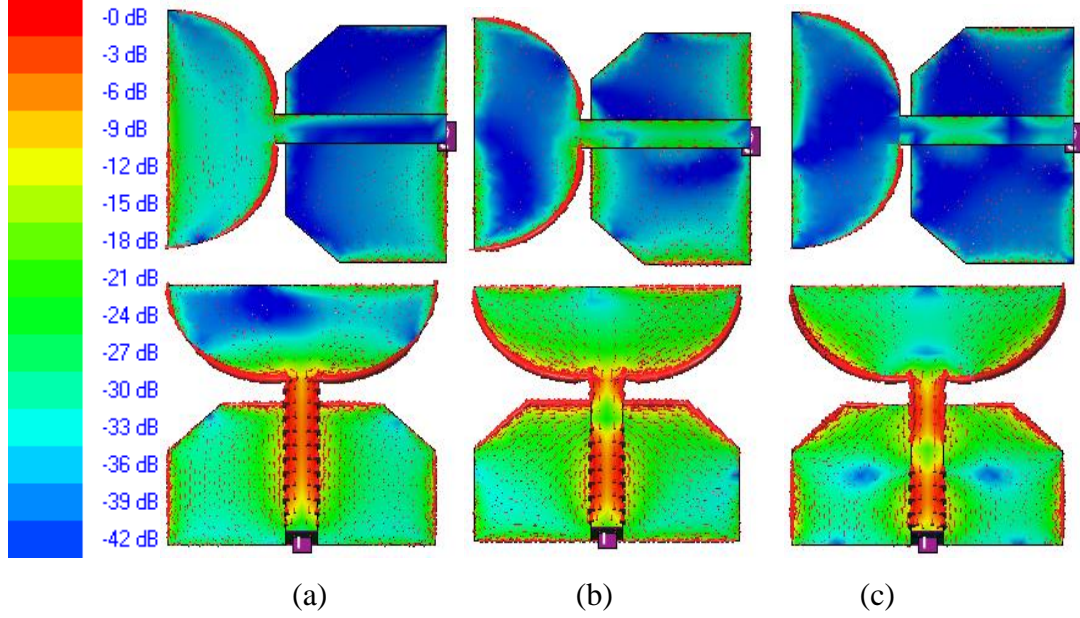 -0 dB
-3 dB
-6 dB
-9 dB
-12 dB
-15 dB
-18 dB
-21 dB
-24 dB
-27 dB
-30 dB
-33 dB
-36 dB
-39 dB
-42 dB
(a) (b) (c)